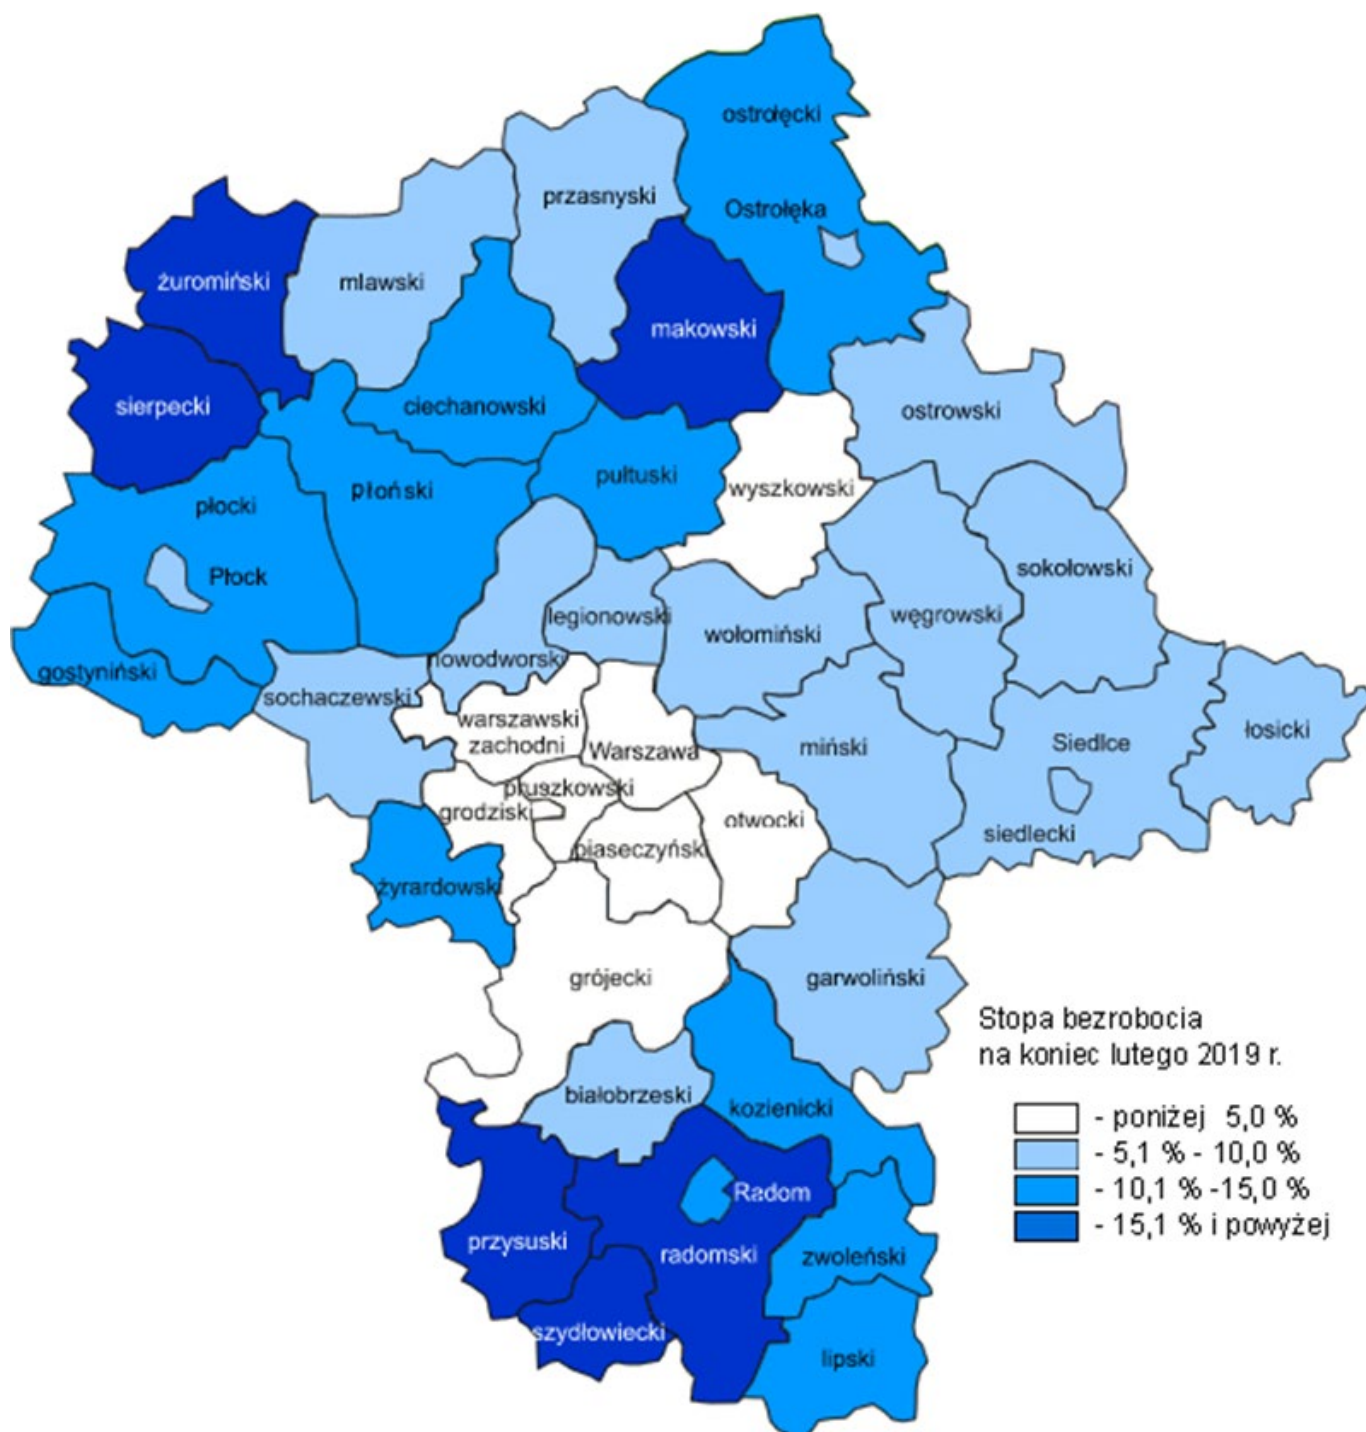 ostrołęcki
przasnyski
Ostrołęka
żuromiński
mlawski
makowski
sierpecki
ciechanowski
ostrowski
płocki
płoński
pułtuski
wyszkowski
Płock
sokołowski
legionowski
wołomiński
węgrowski
gostyniński
nowodworski
sochaczewski
warszawski
zachodni
Warszawa
miński
Siedlce
łosicki
pruszkowski
grodziski
otwocki
siedlecki
piaseczyński
żyrardowski
grójecki
garwoliński
Stopa bezrobocia
na koniec lutego 2019 r.
białobrzeski
kozienicki
- poniżej 5,0 %
- 5,1 % - 10,0 %
- 10,1 % -15,0 %
- 15,1 % i powyżej
Radom
przysuski
radomski
zwoleński
szydłowiecki
lipski